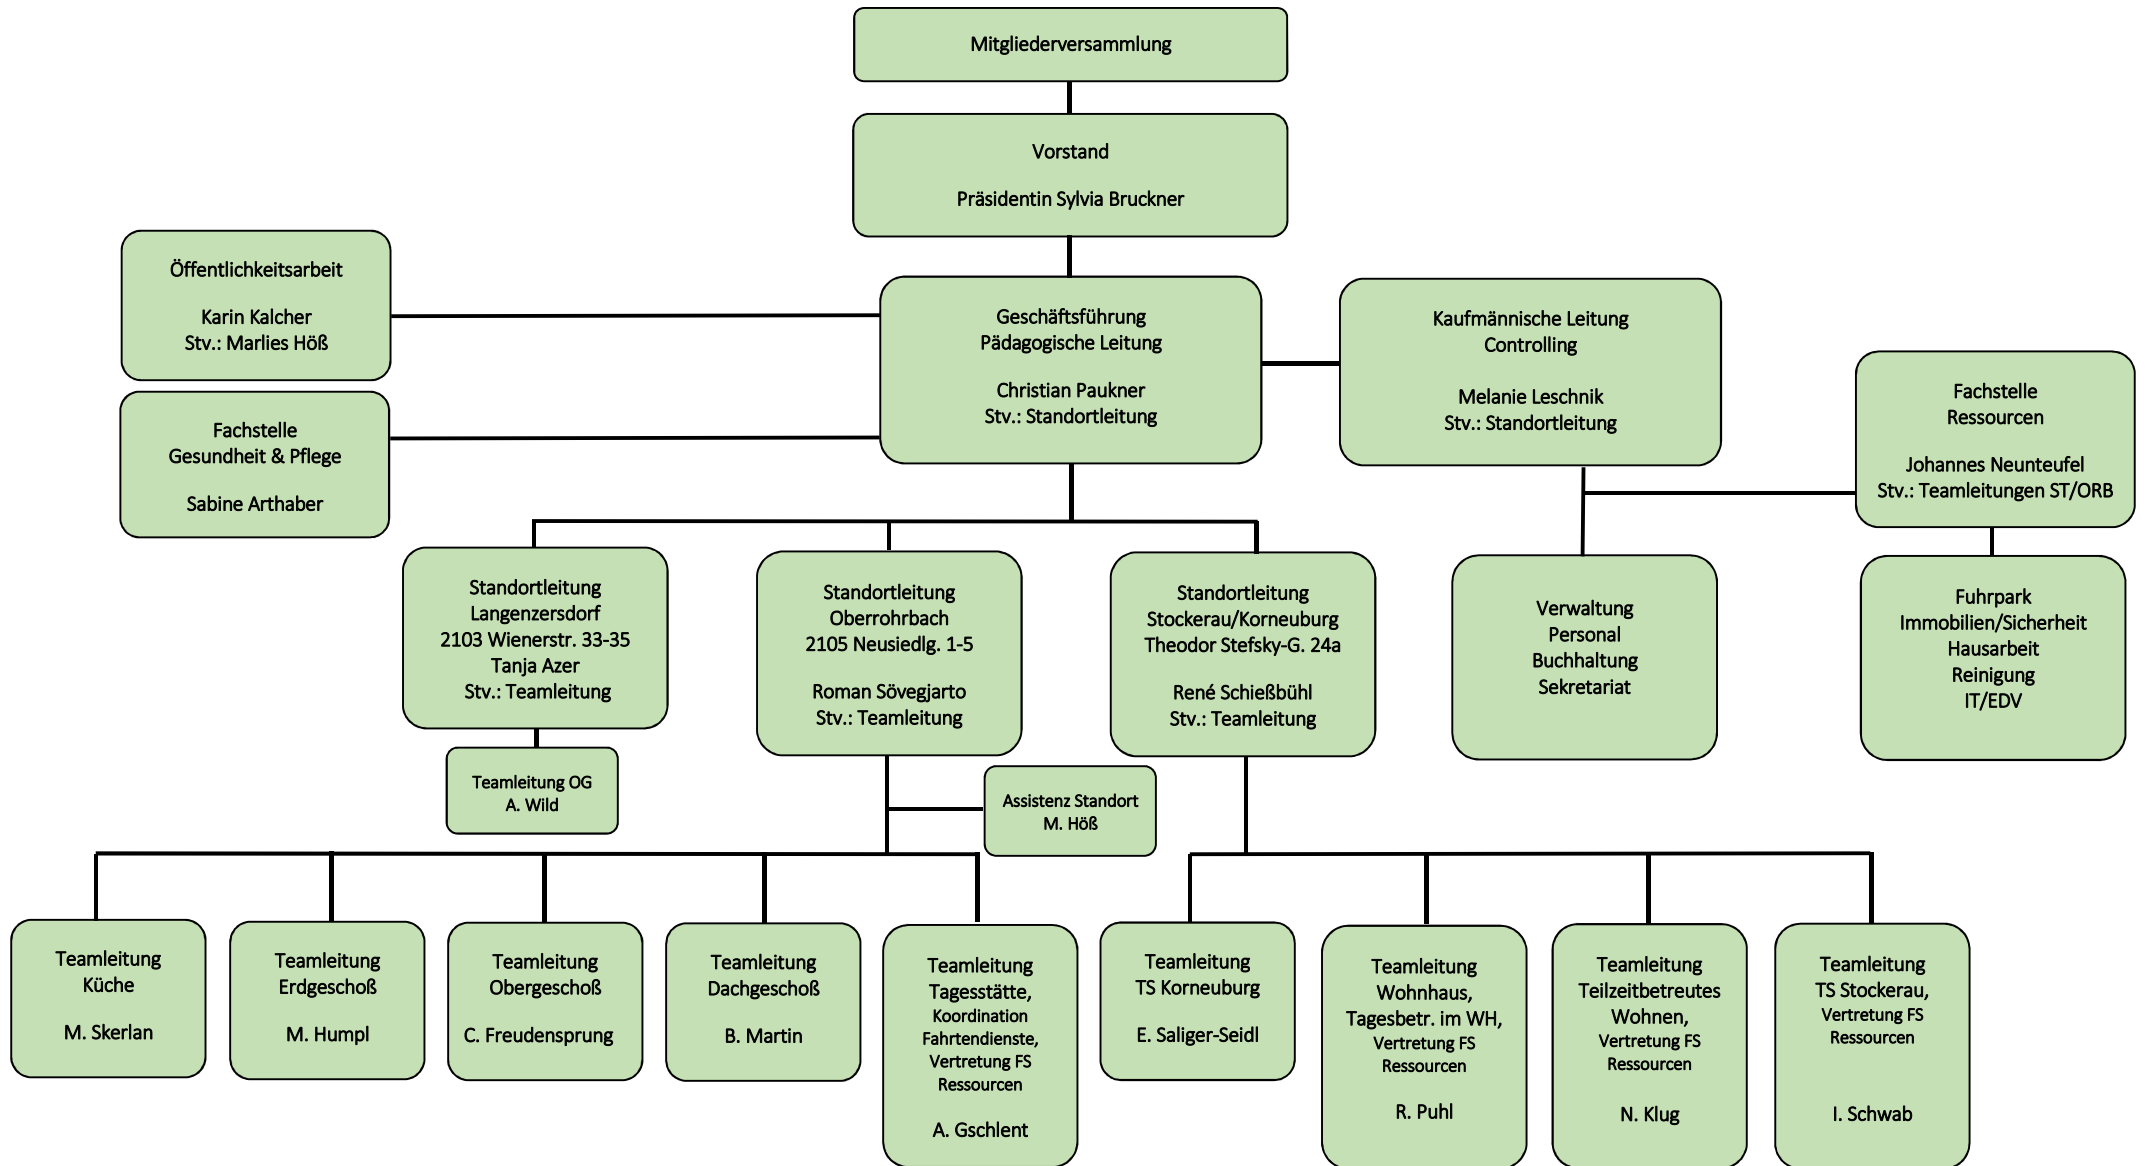 Mitgliederversammlung
Vorstand
Präsidentin Sylvia Bruckner
Öffentlichkeitsarbeit
Karin Kalcher
Stv.: Marlies Höß
Geschäftsführung
Pädagogische Leitung
Christian Paukner
Stv.: Standortleitung
Kaufmännische Leitung
Controlling
Melanie Leschnik
Stv.: Standortleitung
Fachstelle
Ressourcen
Johannes Neunteufel
Stv.: Teamleitungen ST/ORB
Fachstelle
Gesundheit & Pflege
Sabine Arthaber
Standortleitung
Langenzersdorf
2103 Wienerstr. 33-35
Tanja Azer
Stv.: Teamleitung
Standortleitung
Oberrohrbach
2105 Neusiedlg. 1-5
Roman Sövegjarto
Stv.: Teamleitung
Standortleitung
Stockerau/Korneuburg
Theodor Stefsky-G. 24a
René Schießbühl
Stv.: Teamleitung
Verwaltung
Personal
Buchhaltung
Sekretariat
Fuhrpark
Immobilien/Sicherheit
Hausarbeit
Reinigung
IT/EDV
Teamleitung OG
A. Wild
Assistenz Standort
M. Höß
Teamleitung
Küche
M. Skerlan
Teamleitung
Erdgeschoß
M. Humpl
Teamleitung
Obergeschoß
C. Freudensprung
Teamleitung
Dachgeschoß
B. Martin
Teamleitung
Tagesstätte,
Koordination
Fahrtendienste,
Vertretung FS
Ressourcen
A. Gschlent
Teamleitung
TS Korneuburg
E. Saliger-Seidl
Teamleitung
Wohnhaus,
Tagesbetr. im WH,
Vertretung FS
Ressourcen
R. Puhl
Teamleitung
Teilzeitbetreutes
Wohnen,
Vertretung FS
Ressourcen
N. Klug
Teamleitung
TS Stockerau,
Vertretung FS
Ressourcen
I. Schwab